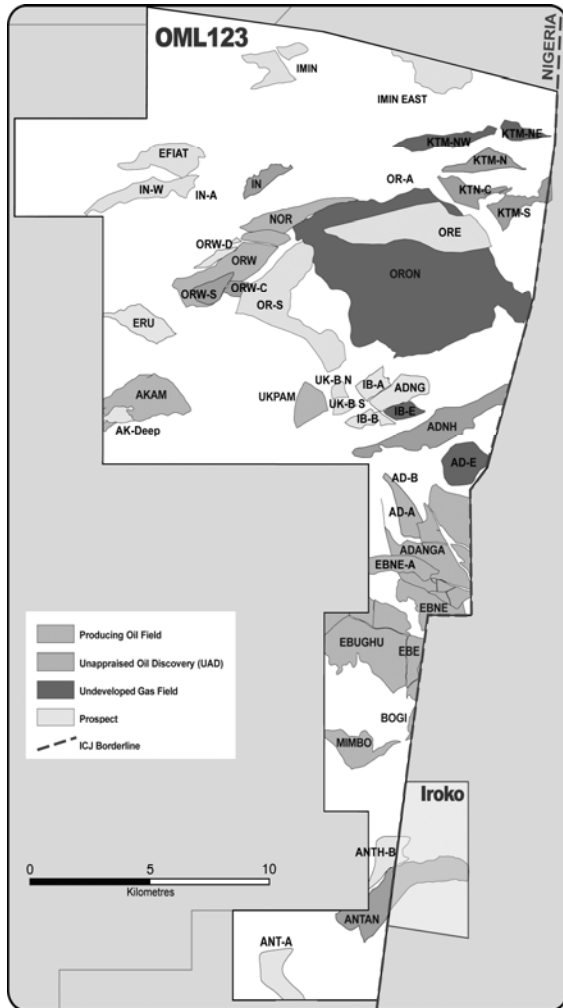 OML123
NIGERIA
IMIN
IMIN EAST
KTM-NW
KTM-NE
EFIAT
KTM-N
IN-W
IN-A
IN
OR-A
KTN-C
KTM-S
NOR
ORE
ORW-D
ORW
ORON
ORW-S
ORW-C
OR-S
ERU
UK-B N
IB-A
ADNG
AKAM
UKPAM
UK-B S
IB-E
IB-B
AK-Deep
ADNH
AD-E
AD-B
AD-A
ADANGA
EBNE-A
EBNE
EBUGHU
EBE
BOGI
MIMBO
Producing Oil Field
Unappraised Oil Discovery (UAD)
Undeveloped Gas Field
Prospect
ICJ Borderline
Iroko
ANTH-B
0 5 10
Kilometres
ANTAN
ANT-A